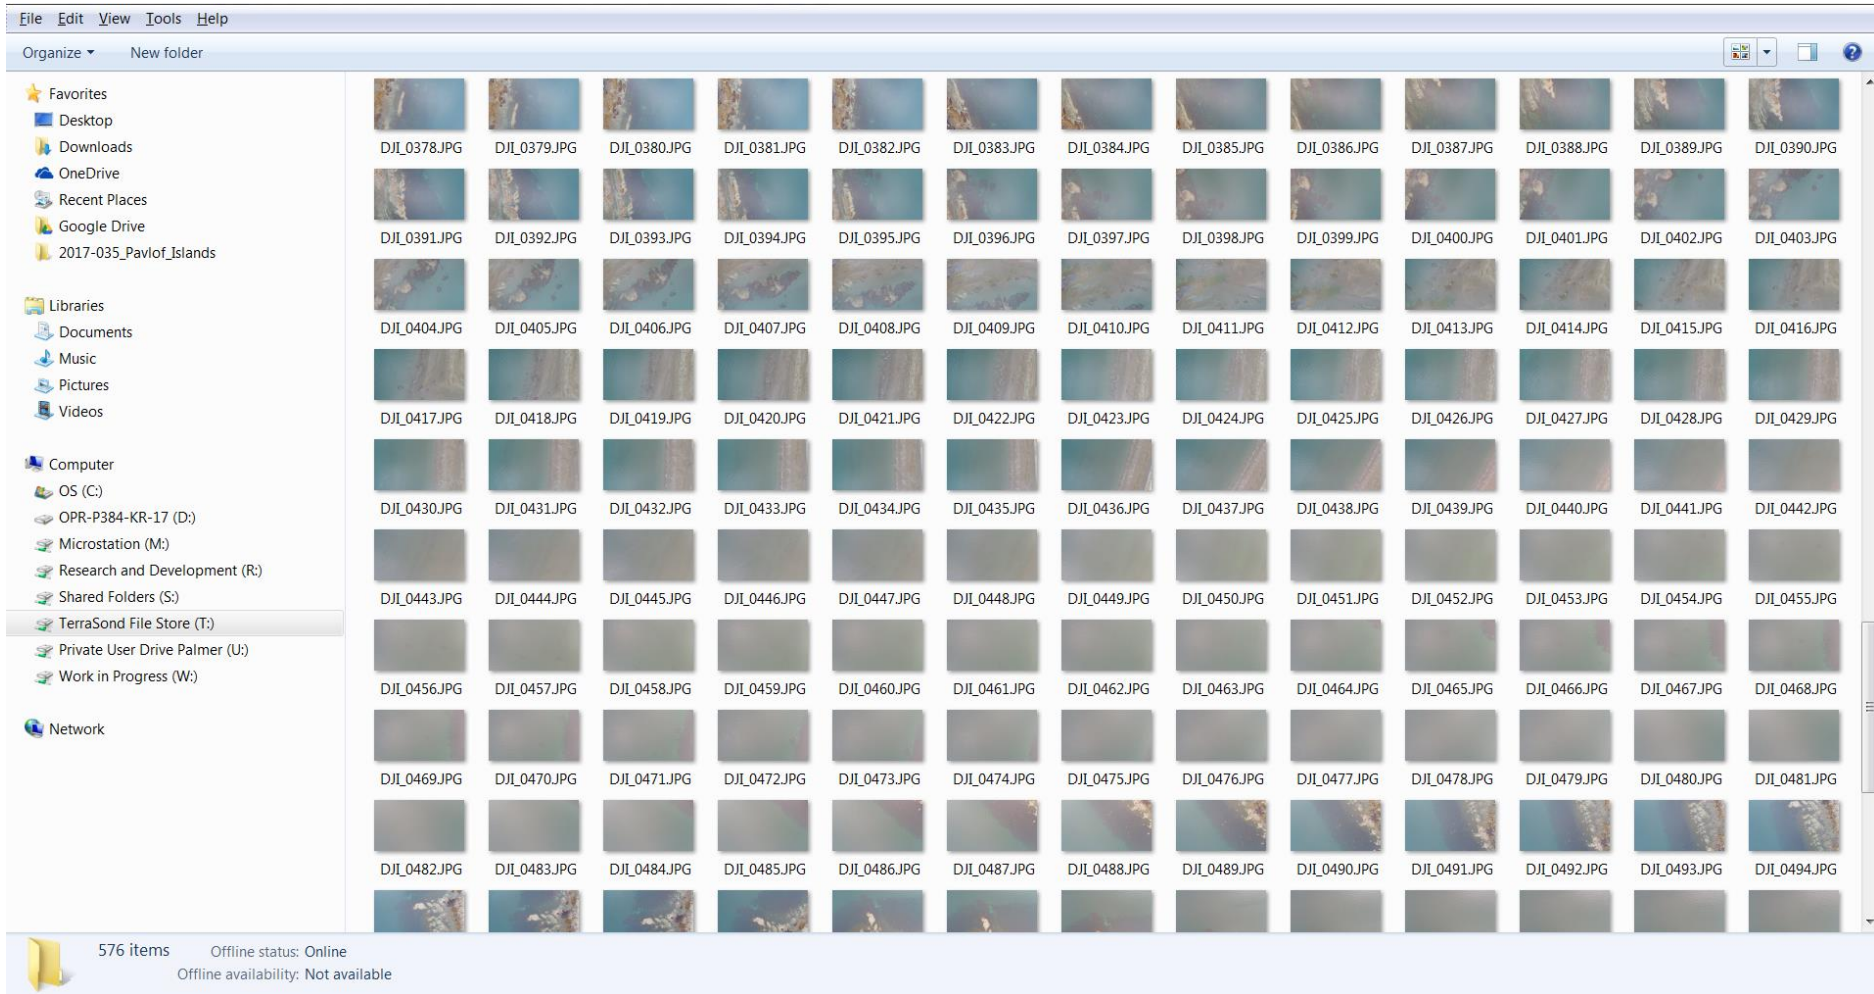 File Edit View Tools Help
Organize New folder
Favorites
Desktop
Downloads
OneDrive
Recent Places
Google Drive
2017-035_Pavlof_Islands
Libraries
Documents
Music
Pictures
Videos
Computer
OS (C:)
OPR-P384-KR-17 (D:)
Microstation (M:)
Research and Development (R:)
Shared Folders (S:)
TerraSond File Store (T:)
Private User Drive Palmer (U:)
Work in Progress (W:)
Network
DJI_0378.JPG DJI_0379.JPG DJI_0380.JPG DJI_0381.JPG DJI_0382.JPG DJI_0383.JPG DJI_0384.JPG DJI_0385.JPG DJI_0386.JPG DJI_0387.JPG DJI_0388.JPG DJI_0389.JPG DJI_0390.JPG
DJI_0391.JPG DJI_0392.JPG DJI_0393.JPG DJI_0394.JPG DJI_0395.JPG DJI_0396.JPG DJI_0397.JPG DJI_0398.JPG DJI_0399.JPG DJI_0400.JPG DJI_0401.JPG DJI_0402.JPG DJI_0403.JPG
DJI_0404.JPG DJI_0405.JPG DJI_0406.JPG DJI_0407.JPG DJI_0408.JPG DJI_0409.JPG DJI_0410.JPG DJI_0411.JPG DJI_0412.JPG DJI_0413.JPG DJI_0414.JPG DJI_0415.JPG DJI_0416.JPG
DJI_0417.JPG DJI_0418.JPG DJI_0419.JPG DJI_0420.JPG DJI_0421.JPG DJI_0422.JPG DJI_0423.JPG DJI_0424.JPG DJI_0425.JPG DJI_0426.JPG DJI_0427.JPG DJI_0428.JPG DJI_0429.JPG
DJI_0430.JPG DJI_0431.JPG DJI_0432.JPG DJI_0433.JPG DJI_0434.JPG DJI_0435.JPG DJI_0436.JPG DJI_0437.JPG DJI_0438.JPG DJI_0439.JPG DJI_0440.JPG DJI_0441.JPG DJI_0442.JPG
DJI_0443.JPG DJI_0444.JPG DJI_0445.JPG DJI_0446.JPG DJI_0447.JPG DJI_0448.JPG DJI_0449.JPG DJI_0450.JPG DJI_0451.JPG DJI_0452.JPG DJI_0453.JPG DJI_0454.JPG DJI_0455.JPG
DJI_0456.JPG DJI_0457.JPG DJI_0458.JPG DJI_0459.JPG DJI_0460.JPG DJI_0461.JPG DJI_0462.JPG DJI_0463.JPG DJI_0464.JPG DJI_0465.JPG DJI_0466.JPG DJI_0467.JPG DJI_0468.JPG
DJI_0469.JPG DJI_0470.JPG DJI_0471.JPG DJI_0472.JPG DJI_0473.JPG DJI_0474.JPG DJI_0475.JPG DJI_0476.JPG DJI_0477.JPG DJI_0478.JPG DJI_0479.JPG DJI_0480.JPG DJI_0481.JPG
DJI_0482.JPG DJI_0483.JPG DJI_0484.JPG DJI_0485.JPG DJI_0486.JPG DJI_0487.JPG DJI_0488.JPG DJI_0489.JPG DJI_0490.JPG DJI_0491.JPG DJI_0492.JPG DJI_0493.JPG DJI_0494.JPG
576 items Offline status: Online
Offline availability: Not available